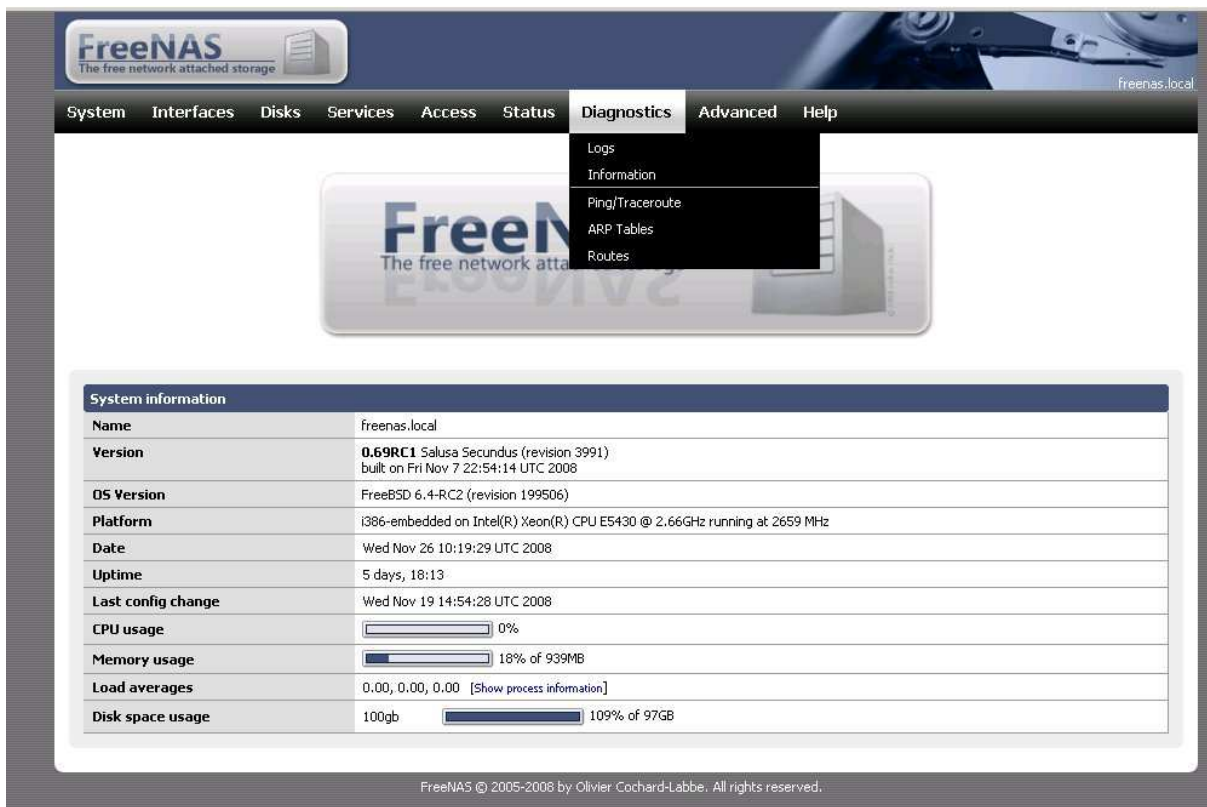 FreeNAS
The free network attached storage
freenas.local
System Interfaces Disks Services Access Status Diagnostics Advanced Help
Logs
Information
Ping/Traceroute
ARP Tables
Routes
FreeN
The free network atta
System information
Name freenas.local
Version 0.69RC1 Salusa Secundus (revision 3991)
built on Fri Nov 7 22:54:14 UTC 2008
OS Version FreeBSD 6.4-RC2 (revision 199506)
Platform i386-embedded on Intel(R) Xeon(R) CPU E5430 @ 2.66GHz running at 2659 MHz
Date Wed Nov 26 10:19:29 UTC 2008
Uptime 5 days, 18:13
Last config change Wed Nov 19 14:54:28 UTC 2008
CPU usage 0%
Memory usage 18% of 939MB
Load averages 0.00, 0.00, 0.00 [Show process information]
Disk space usage 100gb 109% of 97GB
FreeNAS © 2005-2008 by Olivier Cochard-Labbe. All rights reserved.